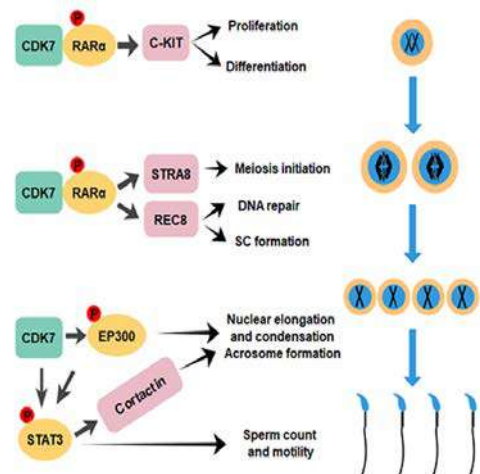 P
CDK7
RARα
C-KIT
Proliferation
Differentiation
P
CDK7
RARα
STRA8
REC8
Meiosis initiation
DNA repair
SC formation
CDK7
P
EP300
Nuclear elongation
and condensation
Acrosome formation
Cortactin
P
STAT3
Sperm count
and motility